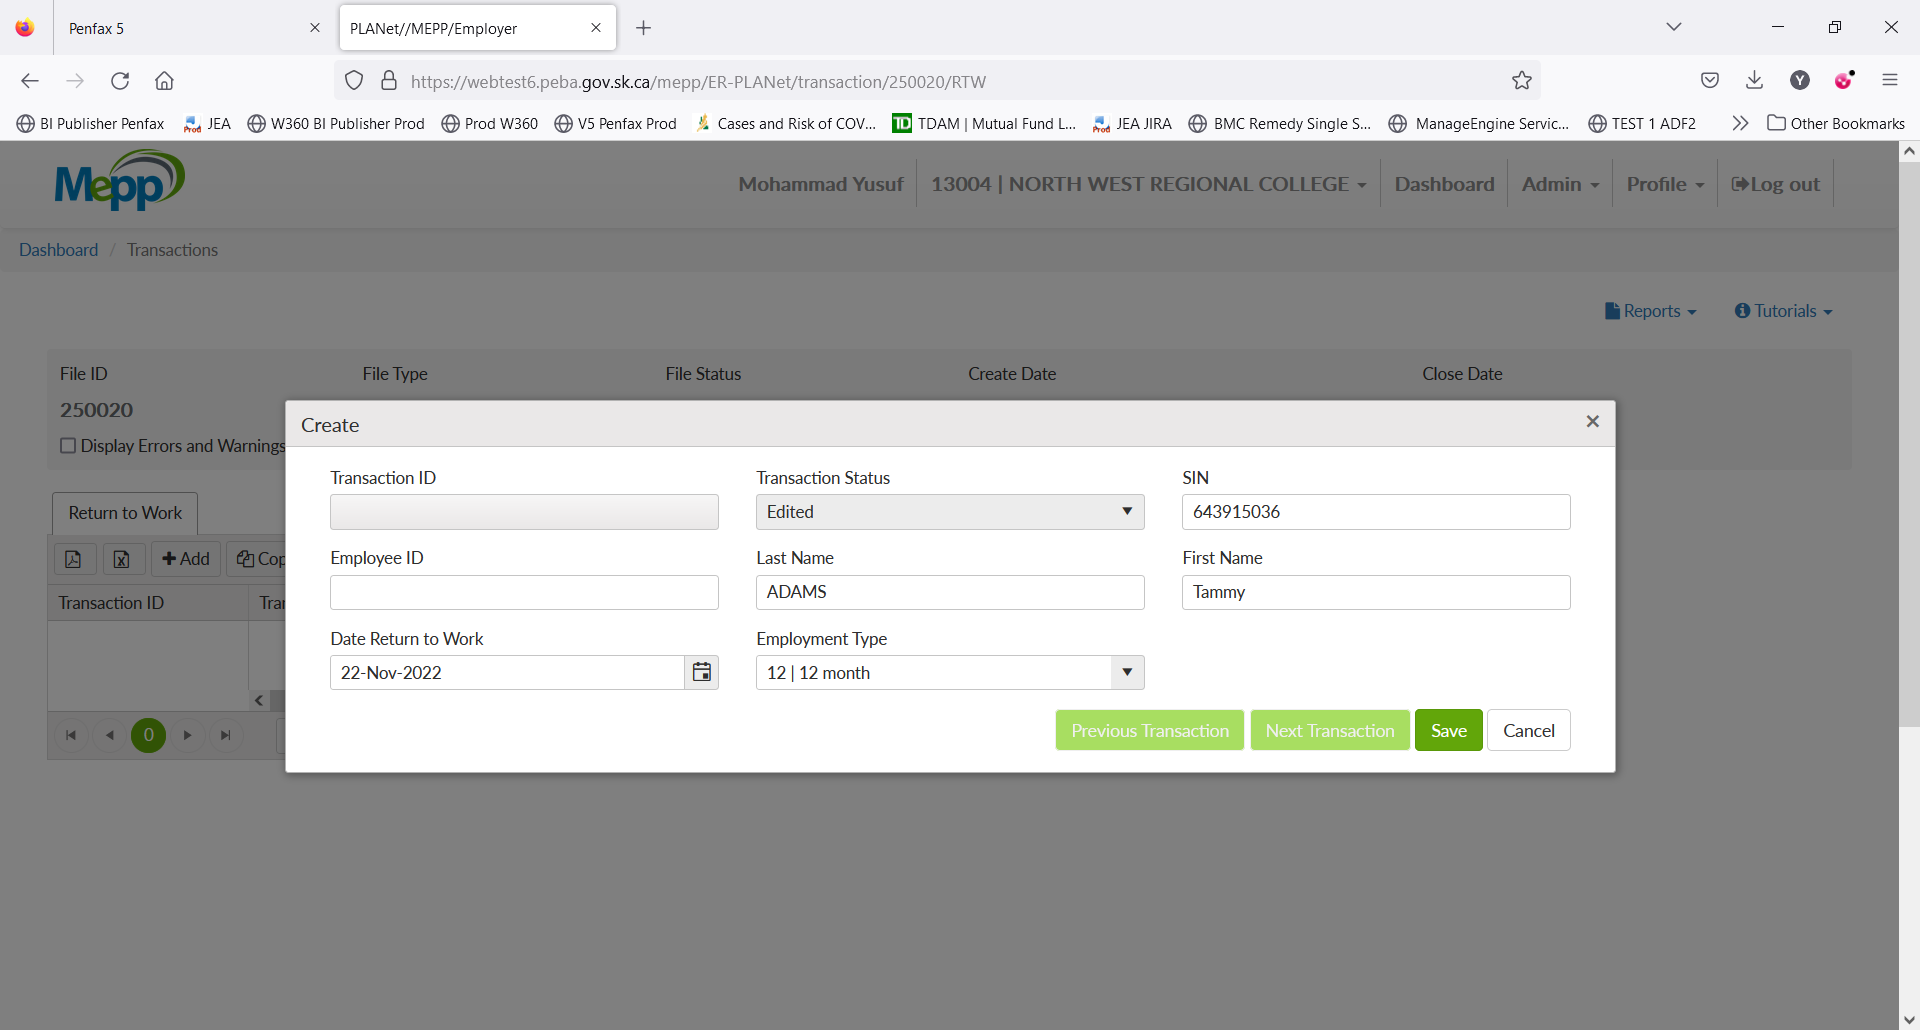 Penfax 5
PLANet//MEPP/Employer
https://webtest6.peba.gov.sk.ca/mepp/ER-PLANet/transaction/250020/RTW
Y
BI Publisher Penfax
Prod
JEA
W360 BI Publisher Prod
Prod W360
V5 Penfax Prod
Cases and Risk of COV...
TD
TDAM | Mutual Fund L...
Prod
JEA JIRA
BMC Remedy Single S...
ManageEngine Servic...
TEST 1 ADF2
Other Bookmarks
Mepp
Mohammad Yusuf
13004 | NORTH WEST REGIONAL COLLEGE
Dashboard
Admin
Profile
Log out
Dashboard / Transactions
Reports
Tutorials
File ID
File Type
File Status
Create Date
Close Date
250020
Display Errors and Warnings
Create
Transaction ID
Transaction Status
SIN
Edited
643915036
Return to Work
Employee ID
Last Name
First Name
Add
Cop
ADAMS
Tammy
Transaction ID
Tra
Date Return to Work
Employment Type
22-Nov-2022
12 | 12 month
0
Previous Transaction
Next Transaction
Save
Cancel